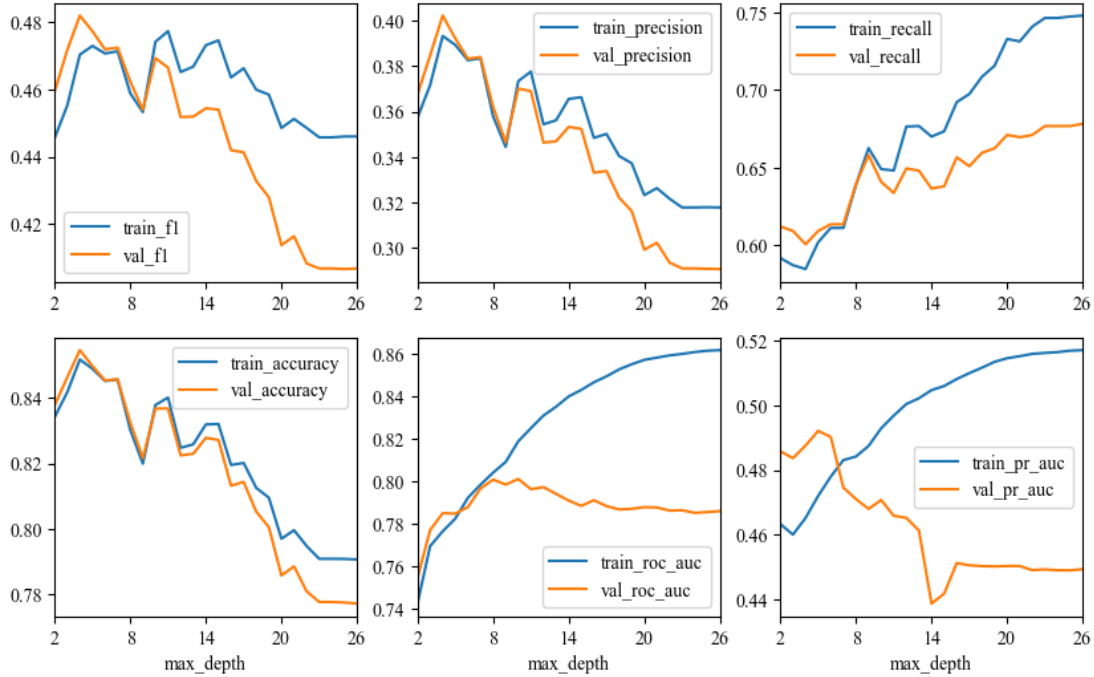 0.48
0.46
0.44
0.42
train_f1
val_f1
2 8 14 20 26
0.40
0.38
0.36
0.34
0.32
0.30
train_precision
val_precision
2 8 14 20 26
0.75
0.70
0.65
0.60
train_recall
val_recall
2 8 14 20 26
0.84
0.82
0.80
0.78
train_accuracy
val_accuracy
2 8 14 20 26
max_depth
0.86
0.84
0.82
0.80
0.78
0.76
0.74
train_roc_auc
val_roc_auc
2 8 14 20 26
max_depth
0.52
0.50
0.48
0.46
0.44
train_pr_auc
val_pr_auc
2 8 14 20 26
max_depth